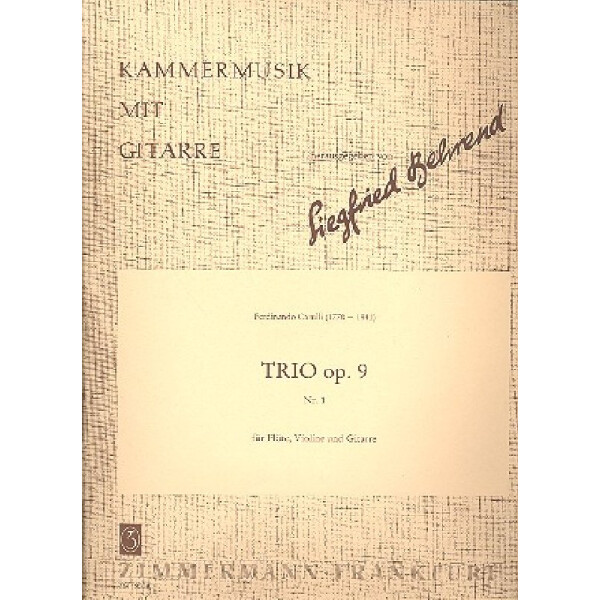 KAMMERMUSIK
MIT
GITARRE
herausgegeben von
Siegfried Behrend
Ferdinando Carulli (1770 – 1841)
TRIO op. 9
Nr. 1
für Flöte, Violine und Gitarre
ZIMMERMANN · FRANKFURT